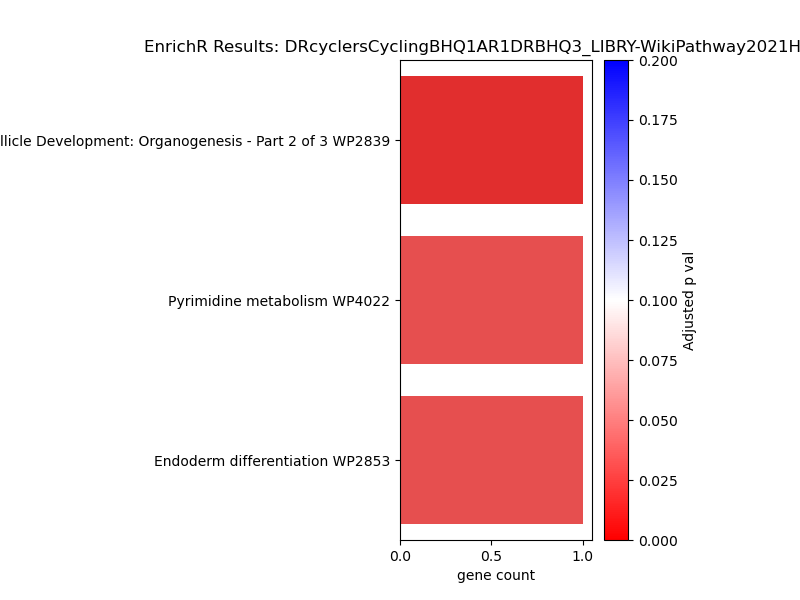 EnrichR Results: DRcyclersCyclingBHQ1AR1DRBHQ3_LIBRY-WikiPathway2021H
llicle Development: Organogenesis - Part 2 of 3 WP2839
Pyrimidine metabolism WP4022
Endoderm differentiation WP2853
0.0 0.5 1.0
gene count
0.200
0.175
0.150
0.125
0.100
0.075
0.050
0.025
0.000
Adjusted p val